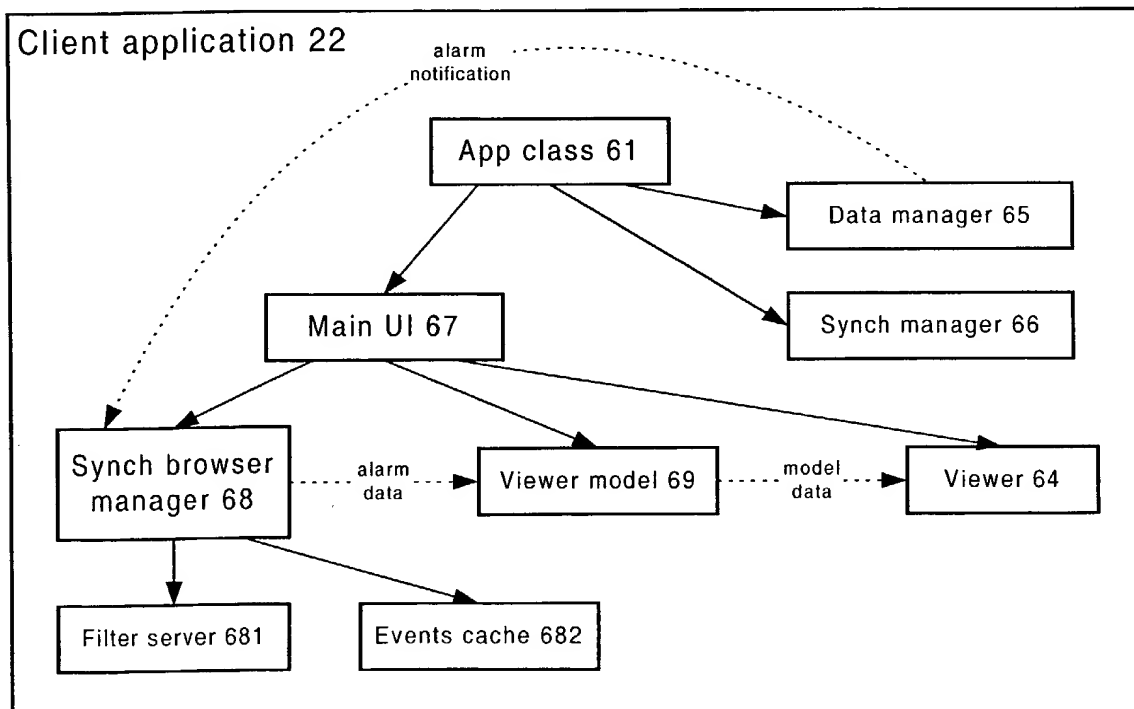 Client application 22
alarm
notification
App class 61
Data manager 65
Main UI 67
Synch manager 66
Synch browser
manager 68
alarm
data
Viewer model 69
model
data
Viewer 64
Filter server 681
Events cache 682